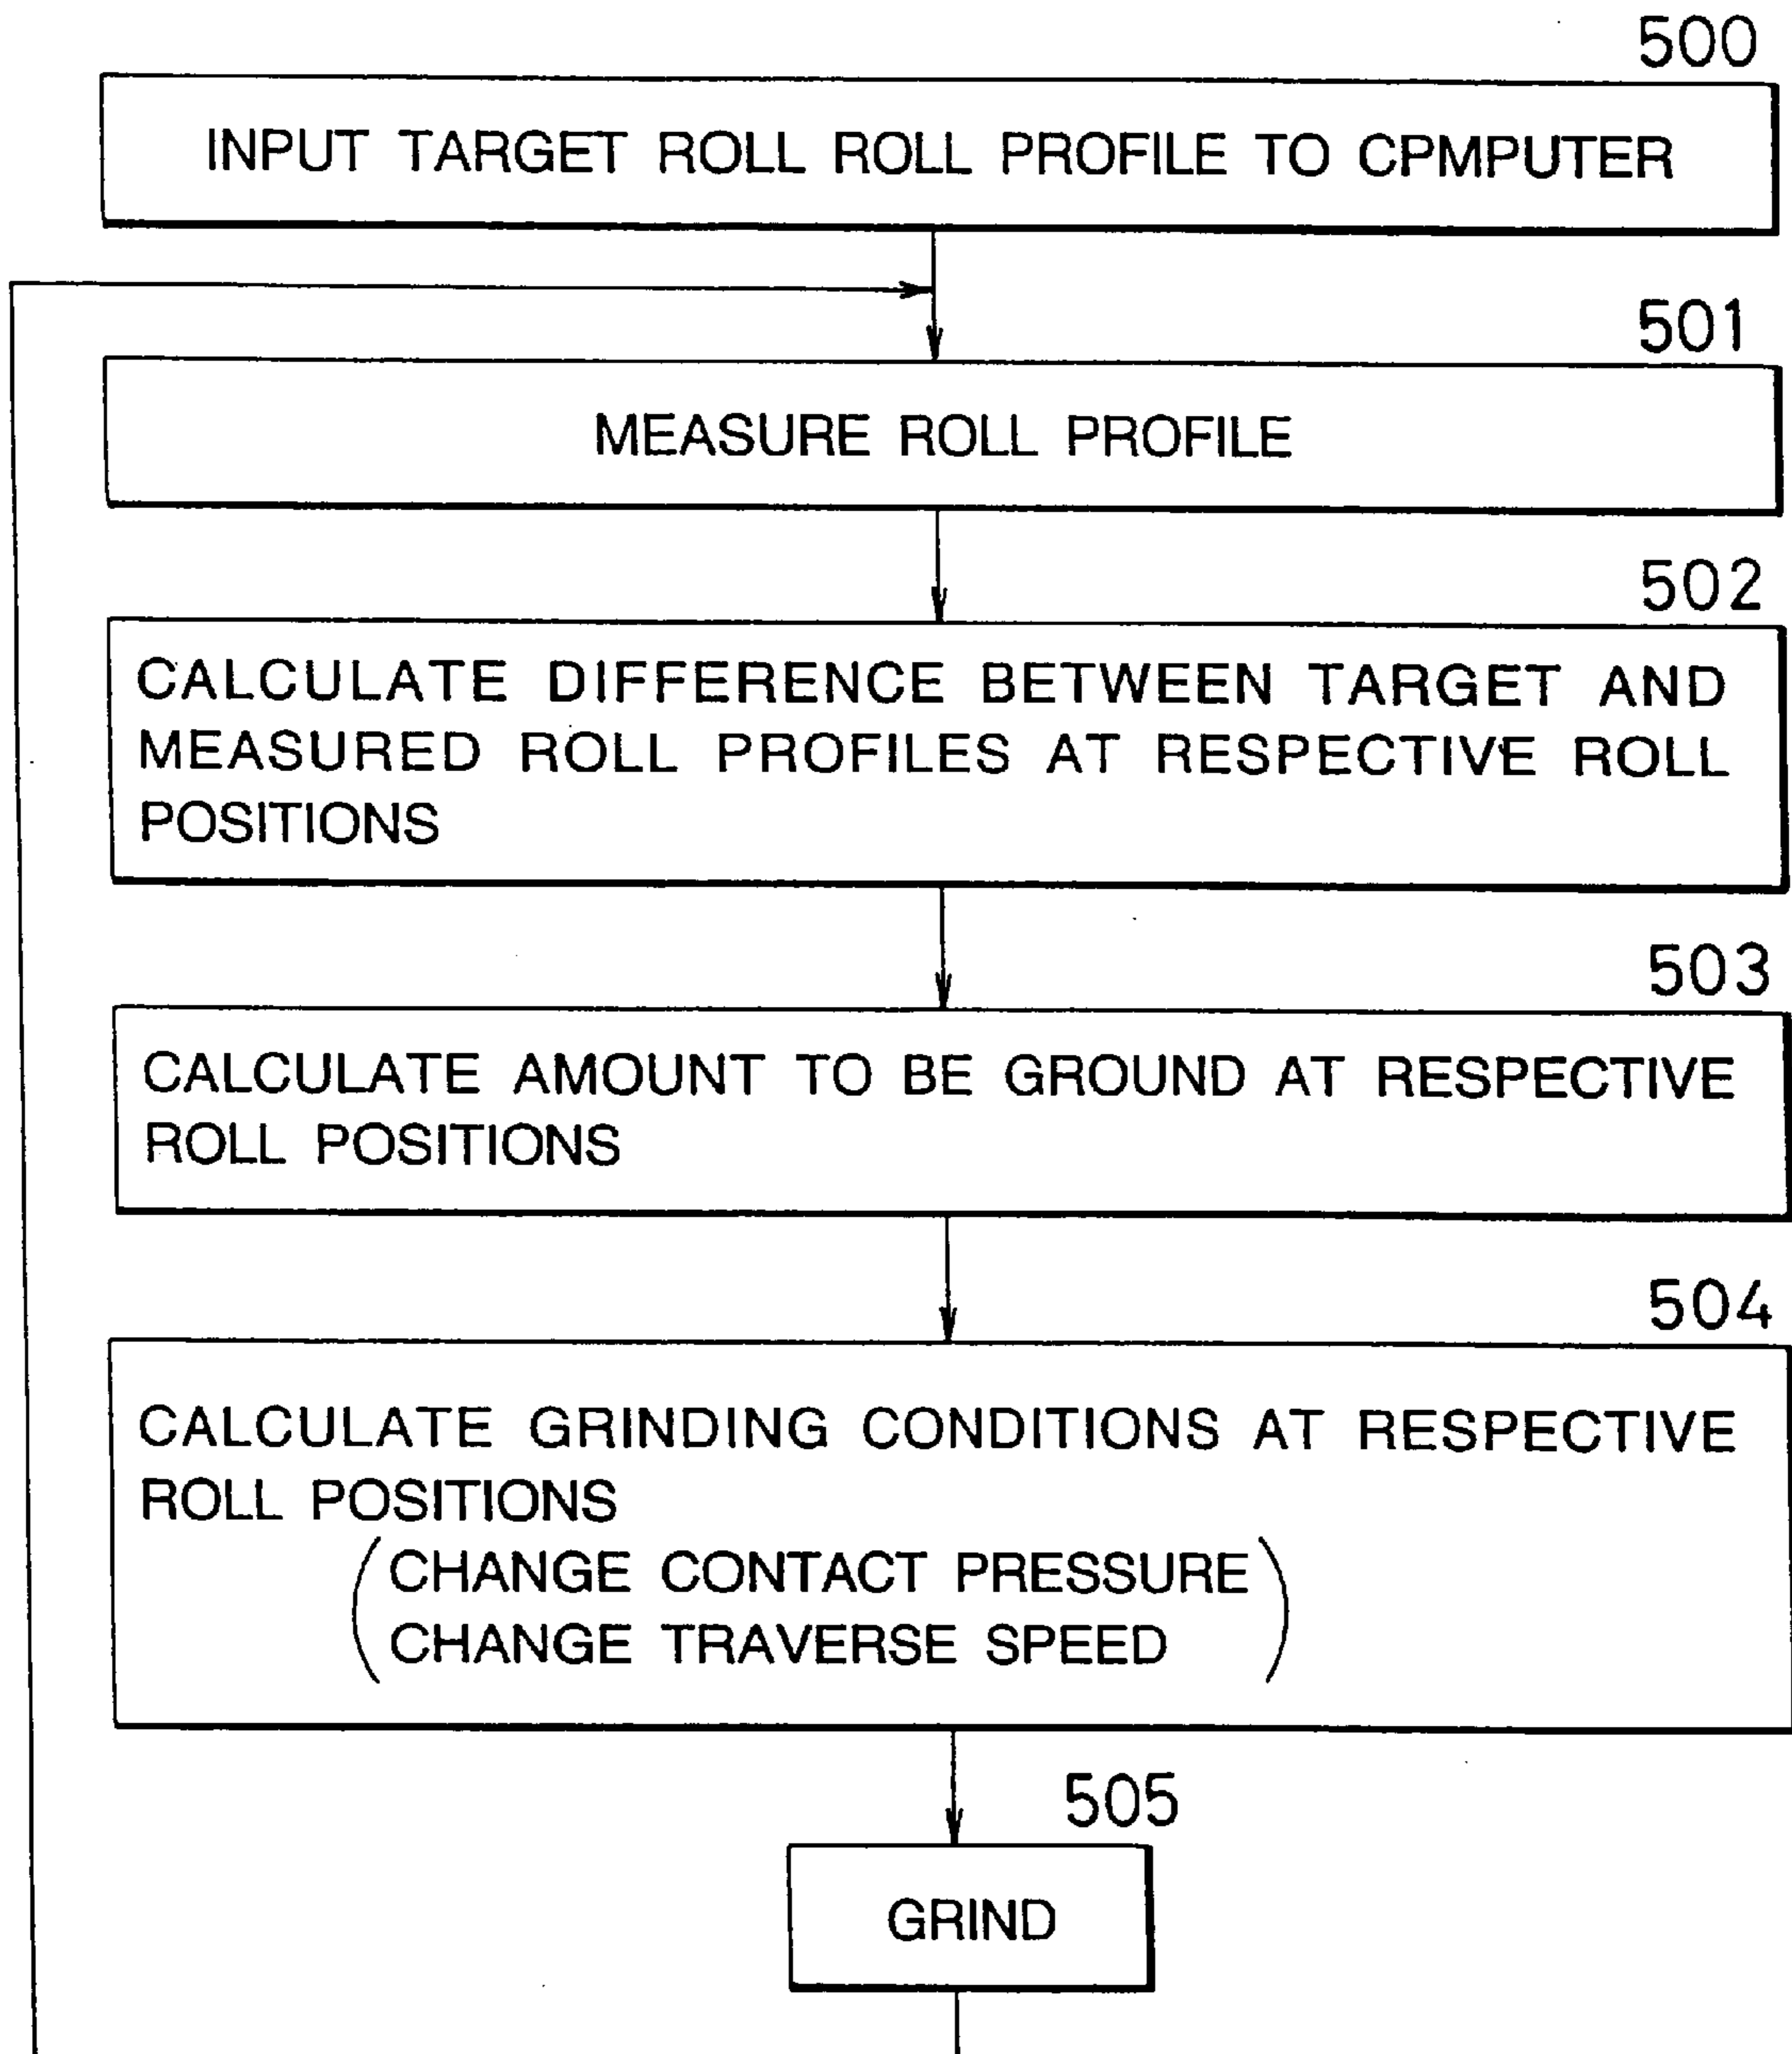 500
INPUT TARGET ROLL ROLL PROFILE TO CPMPUTER
501
MEASURE ROLL PROFILE
502
CALCULATE DIFFERENCE BETWEEN TARGET AND
MEASURED ROLL PROFILES AT RESPECTIVE ROLL
POSITIONS
503
CALCULATE AMOUNT TO BE GROUND AT RESPECTIVE
ROLL POSITIONS
504
CALCULATE GRINDING CONDITIONS AT RESPECTIVE
ROLL POSITIONS
(CHANGE CONTACT PRESSURE
CHANGE TRAVERSE SPEED)
505
GRIND